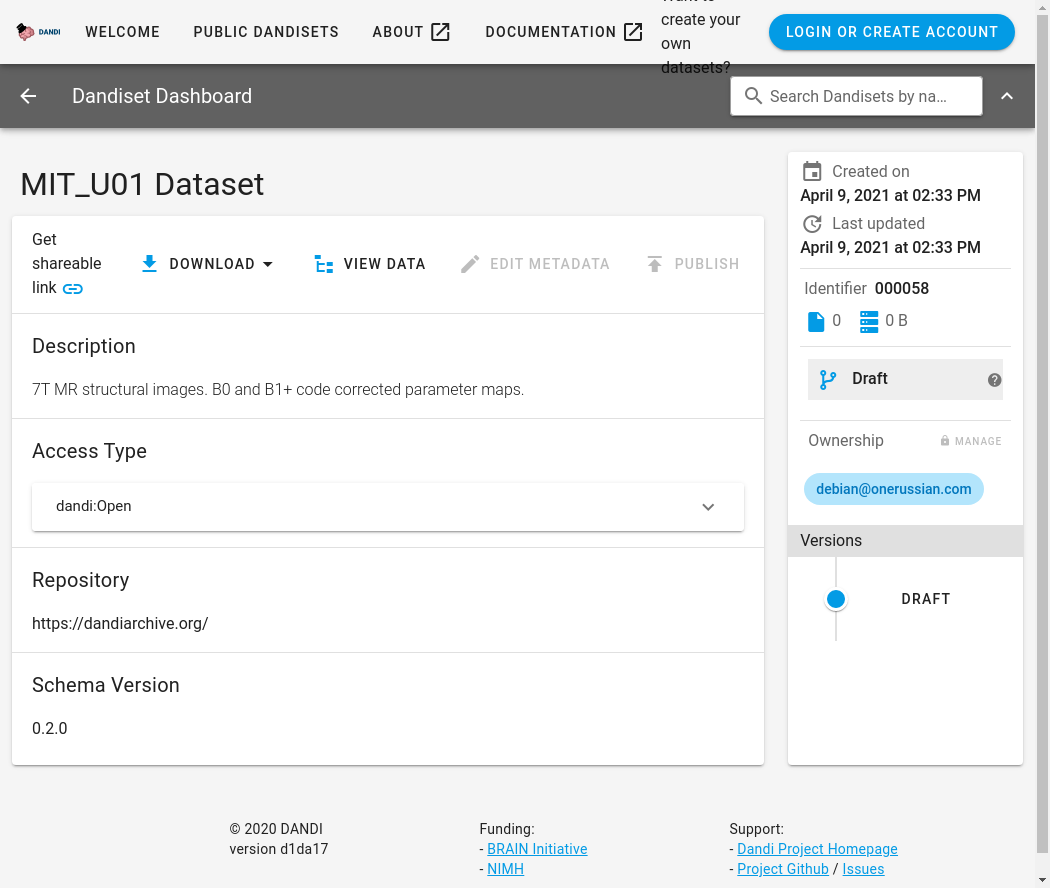 DANDI
WELCOME
PUBLIC DANDISETS
ABOUT
DOCUMENTATION
create your
own
datasets?
LOGIN OR CREATE ACCOUNT
Dandiset Dashboard
Search Dandisets by na…
MIT_U01 Dataset
Get
shareable
link
DOWNLOAD
VIEW DATA
EDIT METADATA
PUBLISH
Description
7T MR structural images. B0 and B1+ code corrected parameter maps.
Access Type
dandi:Open
Repository
https://dandiarchive.org/
Schema Version
0.2.0
Created on
April 9, 2021 at 02:33 PM
Last updated
April 9, 2021 at 02:33 PM
Identifier 000058
0 0 B
Draft
Ownership
MANAGE
debian@onerussian.com
Versions
DRAFT
© 2020 DANDI
version d1da17
Funding:
- BRAIN Initiative
- NIMH
Support:
- Dandi Project Homepage
- Project Github / Issues